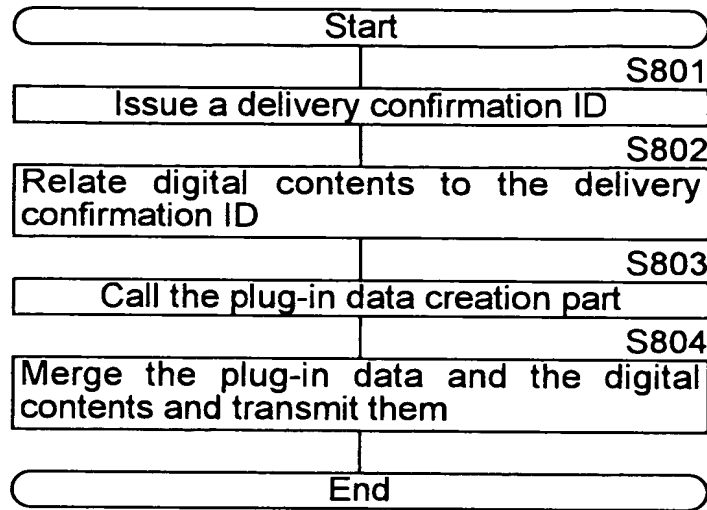 Start
S801
Issue a delivery confirmation ID
S802
Relate digital contents to the delivery
confirmation ID
S803
Call the plug-in data creation part
S804
Merge the plug-in data and the digital
contents and transmit them
End